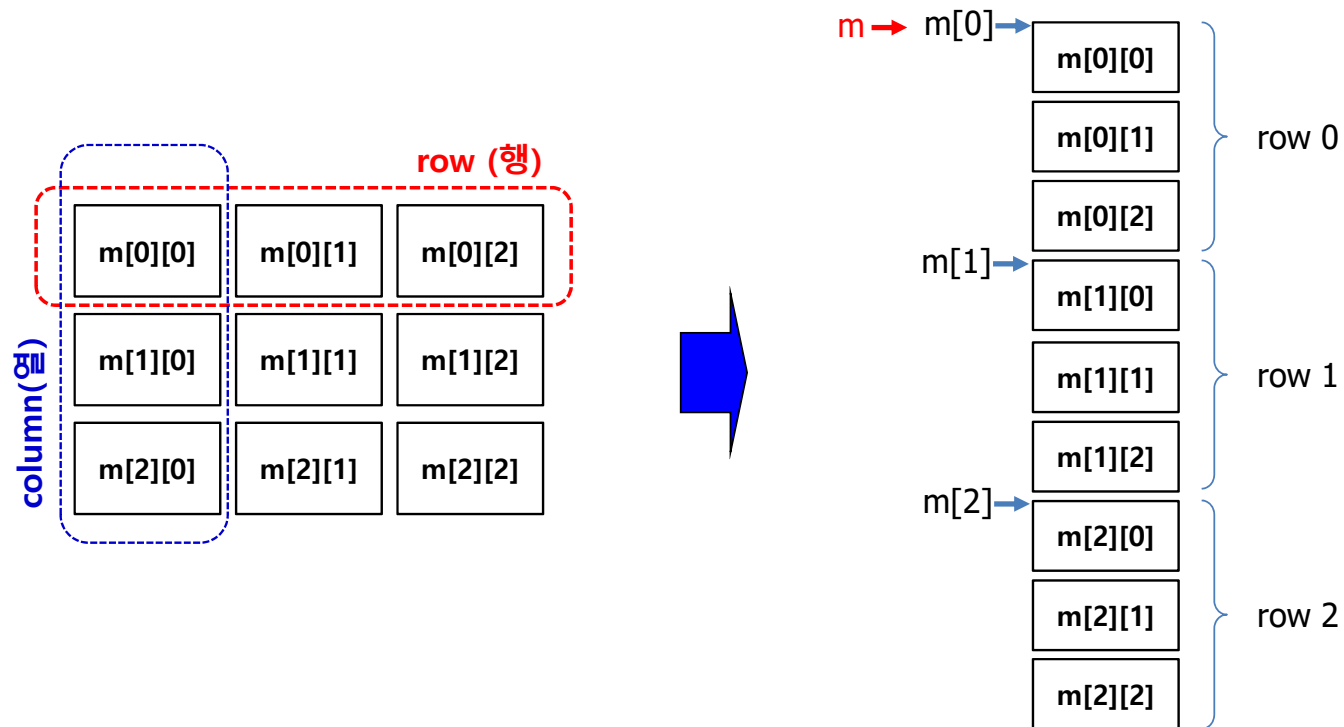 row (행)
column(열)
m[0][0] m[0][1] m[0][2]
m[1][0] m[1][1] m[1][2]
m[2][0] m[2][1] m[2][2]
m m[0]
m[0][0]
m[0][1]
m[0][2]
row 0
m[1]
m[1][0]
m[1][1]
m[1][2]
row 1
m[2]
m[2][0]
m[2][1]
m[2][2]
row 2